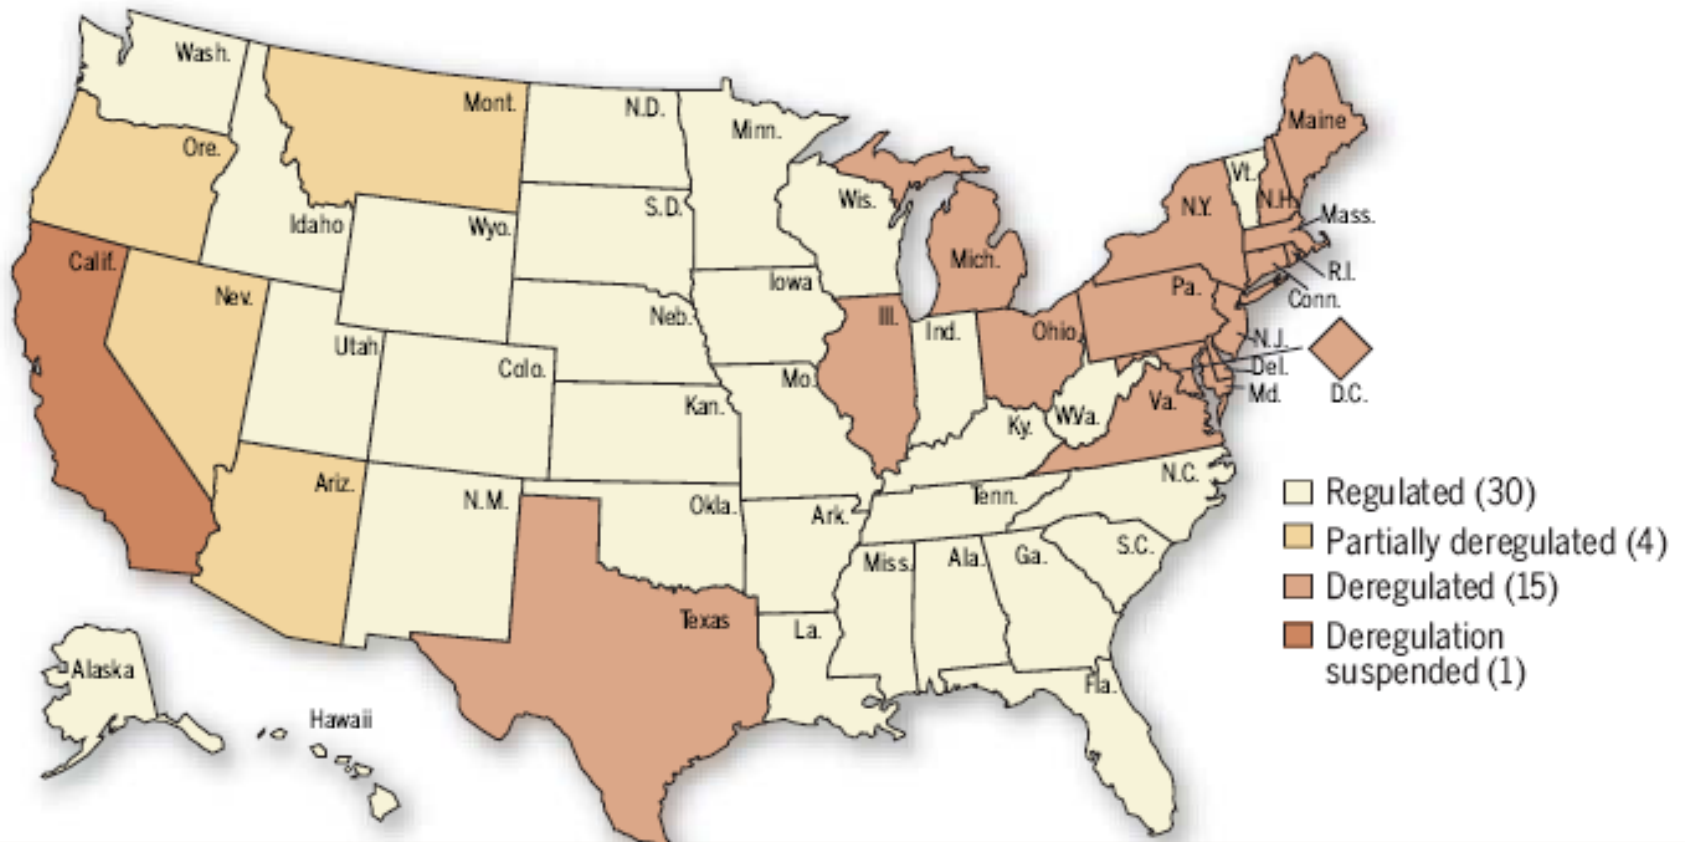 Wash.
Mont.
N.D.
Minn.
Maine
Ore.
Vt.
Idaho
Wyo.
S.D.
Wis.
N.Y.
N.H.
Mass.
Calif.
Nev.
Iowa
Mich.
R.I.
Pa.
Conn.
Neb.
Ill.
Ind.
Ohio
Utah
Colo.
Mo.
N.J.
Del.
Md.
D.C.
Kan.
Ky.
W.Va.
Va.
Ariz.
N.M.
Okla.
Ark.
Tenn.
N.C.
Miss.
Ala.
Ga.
S.C.
Texas
La.
Fla.
Alaska
Hawaii
Regulated (30)
Partially deregulated (4)
Deregulated (15)
Deregulation
suspended (1)